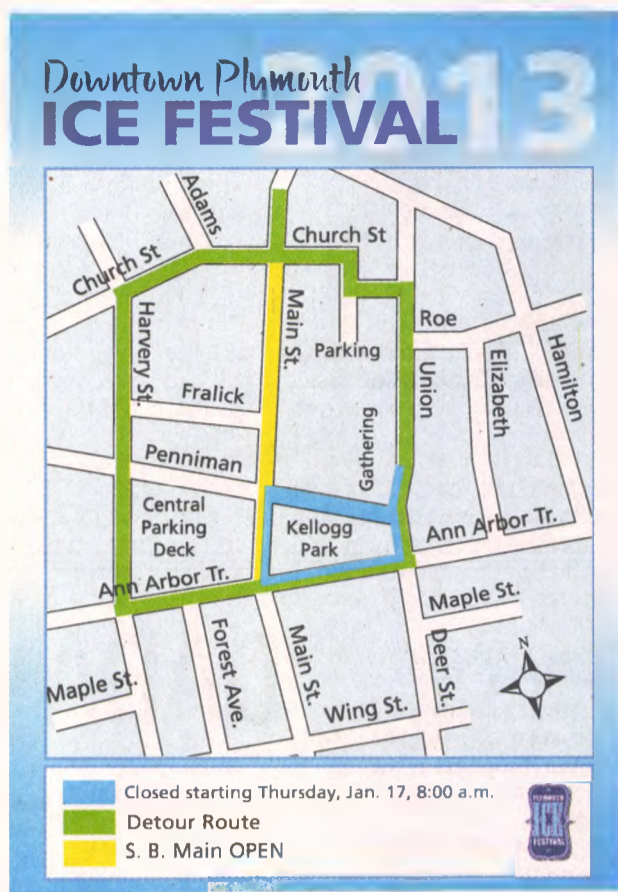 2013
Downtown Plymouth
ICE FESTIVAL
Adams
Church St
Church St
Harvery St.
Main St.
Roe
Parking
Fralick
Union
Elizabeth
Hamilton
Gathering
Penniman
Central
Parking
Deck
Kellogg
Park
Ann Arbor Tr.
Ann Arbor Tr.
Maple St.
Forest Ave.
Main St.
Deer St.
N
Maple St.
Wing St.
Closed starting Thursday, Jan. 17, 8:00 a.m.
Detour Route
S. B. Main OPEN
PLYMOUTH
ICE
FESTIVAL